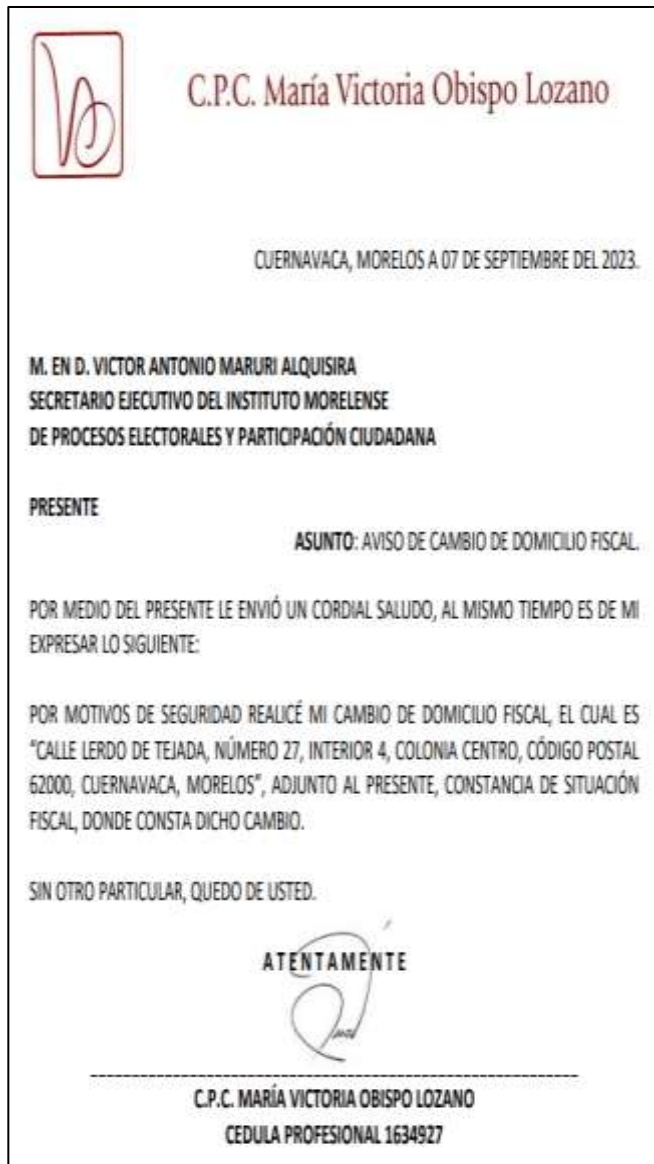 C.P.C. María Victoria Obispo Lozano
CUERNAVACA, MORELOS A 07 DE SEPTIEMBRE DEL 2023.
M. EN D. VICTOR ANTONIO MARURI ALQUISIRA
SECRETARIO EJECUTIVO DEL INSTITUTO MORELENSE
DE PROCESOS ELECTORALES Y PARTICIPACIÓN CIUDADANA
PRESENTE
ASUNTO: AVISO DE CAMBIO DE DOMICILIO FISCAL.
POR MEDIO DEL PRESENTE LE ENVIÓ UN CORDIAL SALUDO, AL MISMO TIEMPO ES DE MI
EXPRESAR LO SIGUIENTE:
POR MOTIVOS DE SEGURIDAD REALICÉ MI CAMBIO DE DOMICILIO FISCAL, EL CUAL ES
“CALLE LERDO DE TEJADA, NÚMERO 27, INTERIOR 4, COLONIA CENTRO, CÓDIGO POSTAL
62000, CUERNAVACA, MORELOS”, ADJUNTO AL PRESENTE, CONSTANCIA DE SITUACIÓN
FISCAL, DONDE CONSTA DICHO CAMBIO.
SIN OTRO PARTICULAR, QUEDO DE USTED.
ATENTAMENTE
C.P.C. MARÍA VICTORIA OBISPO LOZANO
CEDULA PROFESIONAL 1634927